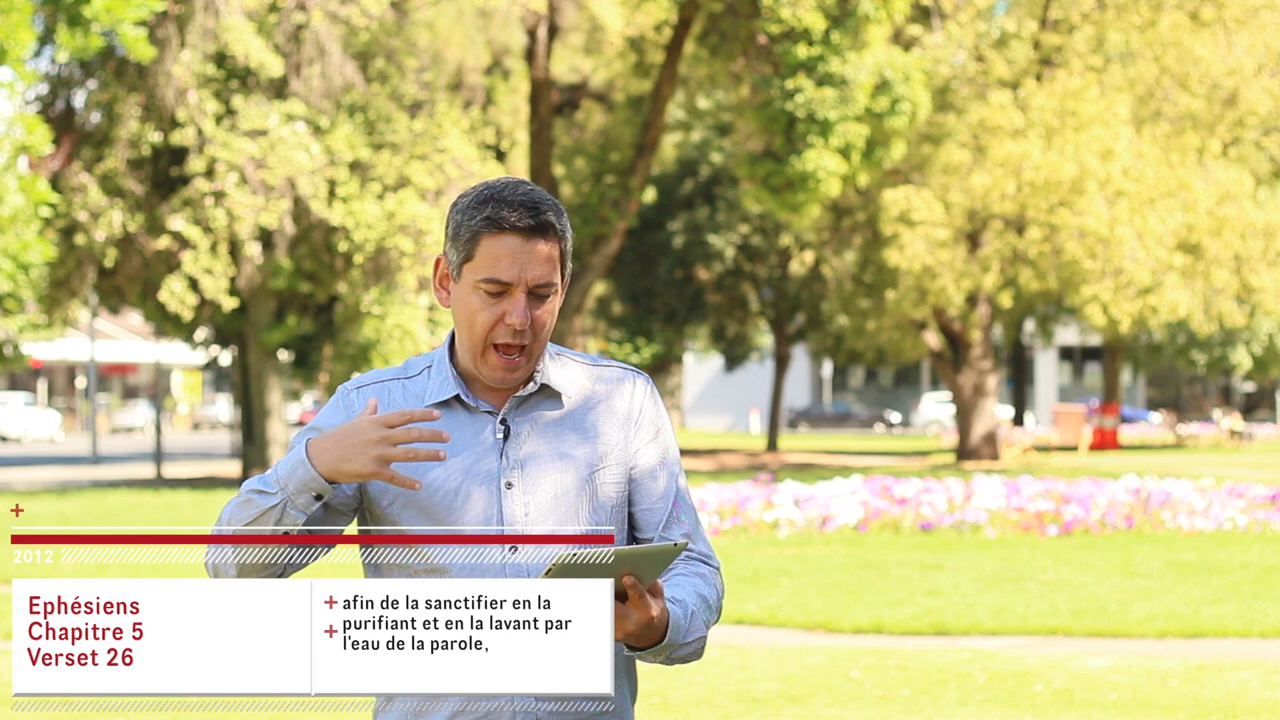 2012
Ephésiens
Chapitre 5
Verset 26
afin de la sanctifier en la
purifiant et en la lavant par
l'eau de la parole,